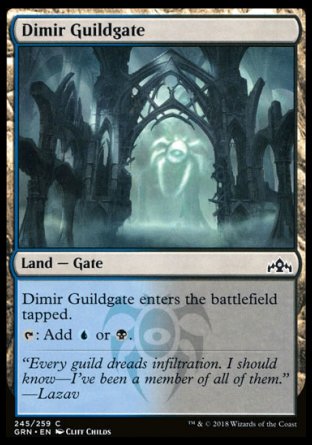 Dimir Guildgate
Land — Gate
Dimir Guildgate enters the battlefield
tapped.
: Add or .
"Every guild dreads infiltration. I should
know—I've been a member of all of them."
—Lazav
245/259 C
GRN • EN Cliff Childs
™ & © 2018 Wizards of the Coast